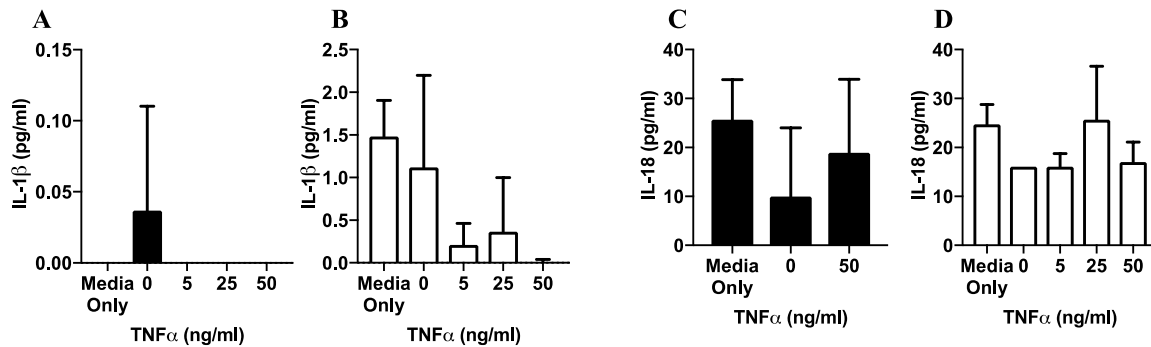 A
IL-1β (pg/ml)
0.15
0.10
0.05
0.00
Media
Only
0
5
25
50
TNFα (ng/ml)
B
IL-1β (pg/ml)
2.5
2.0
1.5
1.0
0.5
0.0
Media
Only
0
5
25
50
TNFα (ng/ml)
C
IL-18 (pg/ml)
40
30
20
10
0
Media
Only
0
50
TNFα (ng/ml)
D
IL-18 (pg/ml)
40
30
20
10
0
Media
Only
0
5
25
50
TNFα (ng/ml)